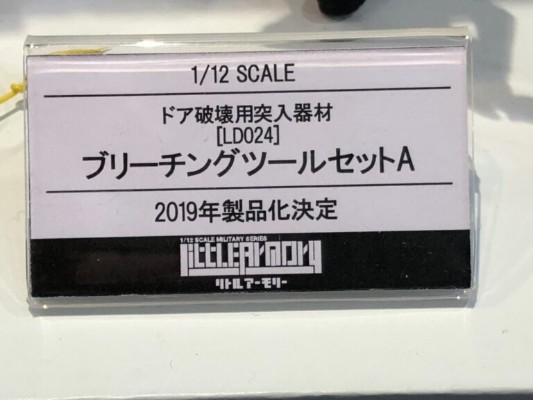 1/12 SCALE
ドア破壊用突入器材
[LD024]
ブリーチングツールセットA
2019年製品化決定
1/12 SCALE MILITARY SERIES
LittleArmory
リトルアーモリー